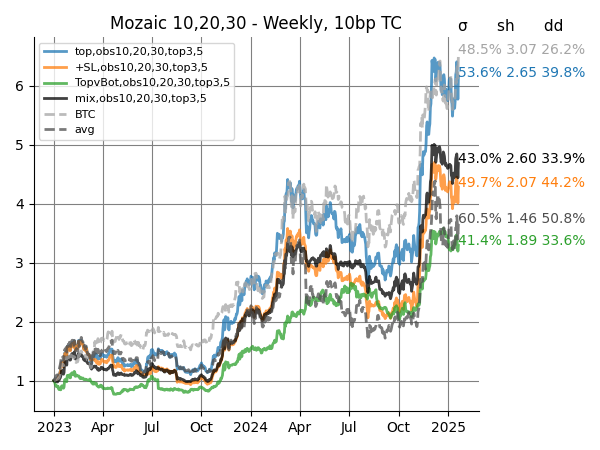 Mozaic 10,20,30 - Weekly, 10bp TC
σ sh dd
top,obs10,20,30,top3,5
+SL,obs10,20,30,top3,5
TopvBot,obs10,20,30,top3,5
mix,obs10,20,30,top3,5
BTC
avg
48.5% 3.07 26.2%
53.6% 2.65 39.8%
43.0% 2.60 33.9%
49.7% 2.07 44.2%
60.5% 1.46 50.8%
41.4% 1.89 33.6%
6
5
4
3
2
1
2023 Apr Jul Oct 2024 Apr Jul Oct 2025